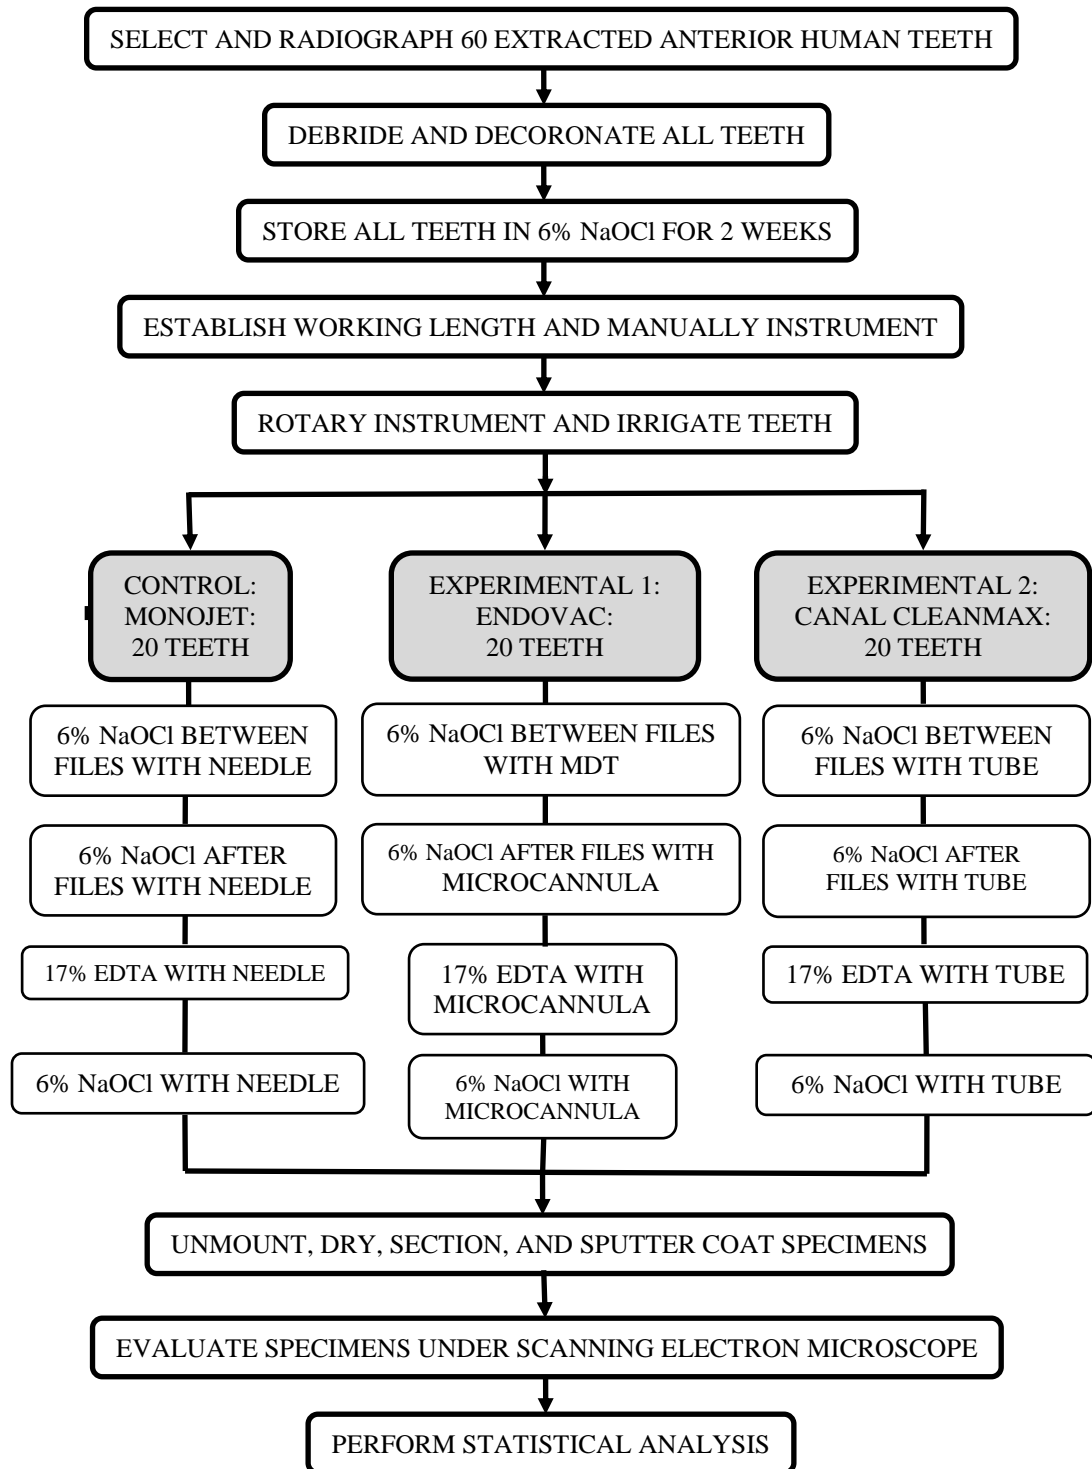 SELECT AND RADIOGRAPH 60 EXTRACTED ANTERIOR HUMAN TEETH
DEBRIDE AND DECORONATE ALL TEETH
STORE ALL TEETH IN 6% NaOCl FOR 2 WEEKS
ESTABLISH WORKING LENGTH AND MANUALLY INSTRUMENT
ROTARY INSTRUMENT AND IRRIGATE TEETH
CONTROL:
MONOJET:
20 TEETH
EXPERIMENTAL 1:
ENDOVAC:
20 TEETH
EXPERIMENTAL 2:
CANAL CLEANMAX:
20 TEETH
6% NaOCl BETWEEN
FILES WITH NEEDLE
6% NaOCl BETWEEN FILES
WITH MDT
6% NaOCl BETWEEN
FILES WITH TUBE
6% NaOCl AFTER
FILES WITH NEEDLE
6% NaOCl AFTER FILES WITH
MICROCANNULA
6% NaOCl AFTER
FILES WITH TUBE
17% EDTA WITH NEEDLE
17% EDTA WITH
MICROCANNULA
17% EDTA WITH TUBE
6% NaOCl WITH NEEDLE
6% NaOCl WITH
MICROCANNULA
6% NaOCl WITH TUBE
UNMOUNT, DRY, SECTION, AND SPUTTER COAT SPECIMENS
EVALUATE SPECIMENS UNDER SCANNING ELECTRON MICROSCOPE
PERFORM STATISTICAL ANALYSIS